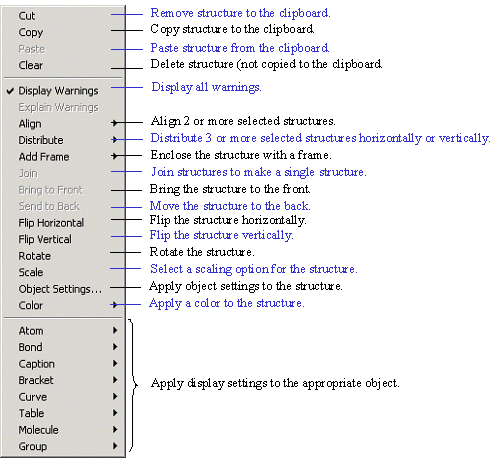 Cut Remove structure to the clipboard.
Copy Copy structure to the clipboard.
Paste Paste structure from the clipboard.
Clear Delete structure (not copied to the clipboard.
Display Warnings Display all warnings.
Explain Warnings
Align Align 2 or more selected structures.
Distribute Distribute 3 or more selected structures horizontally or vertically.
Add Frame Enclose the structure with a frame.
Join Join structures to make a single structure.
Bring to Front Bring the structure to the front.
Send to Back Move the structure to the back.
Flip Horizontal Flip the structure horizontally.
Flip Vertical Flip the structure vertically.
Rotate Rotate the structure.
Scale Select a scaling option for the structure.
Object Settings... Apply object settings to the structure.
Color Apply a color to the structure.
Atom
Bond
Caption
Bracket Apply display settings to the appropriate object.
Curve
Table
Molecule
Group